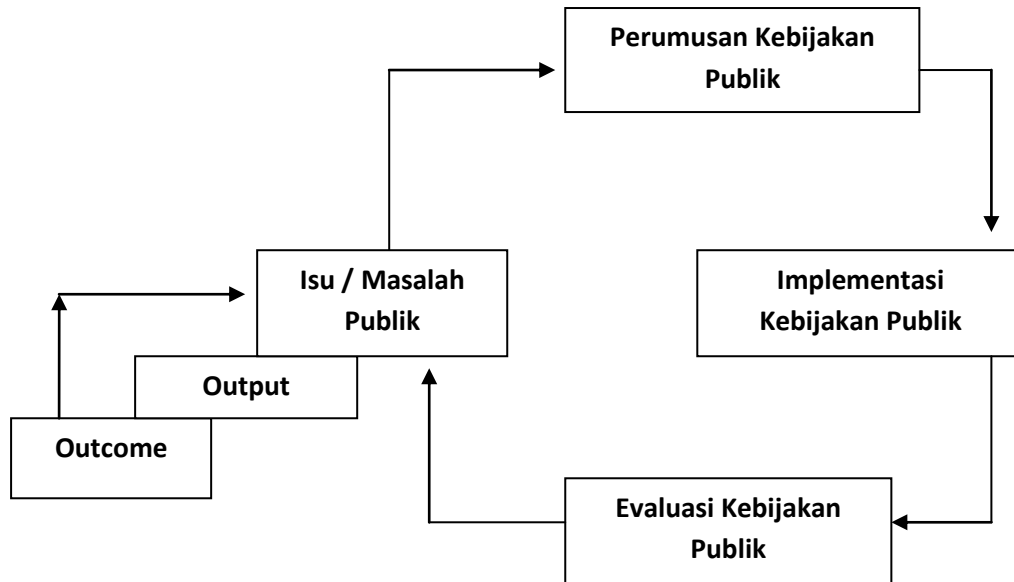 Perumusan Kebijakan
Publik
Isu / Masalah
Publik
Implementasi
Kebijakan Publik
Output
Outcome
Evaluasi Kebijakan
Publik